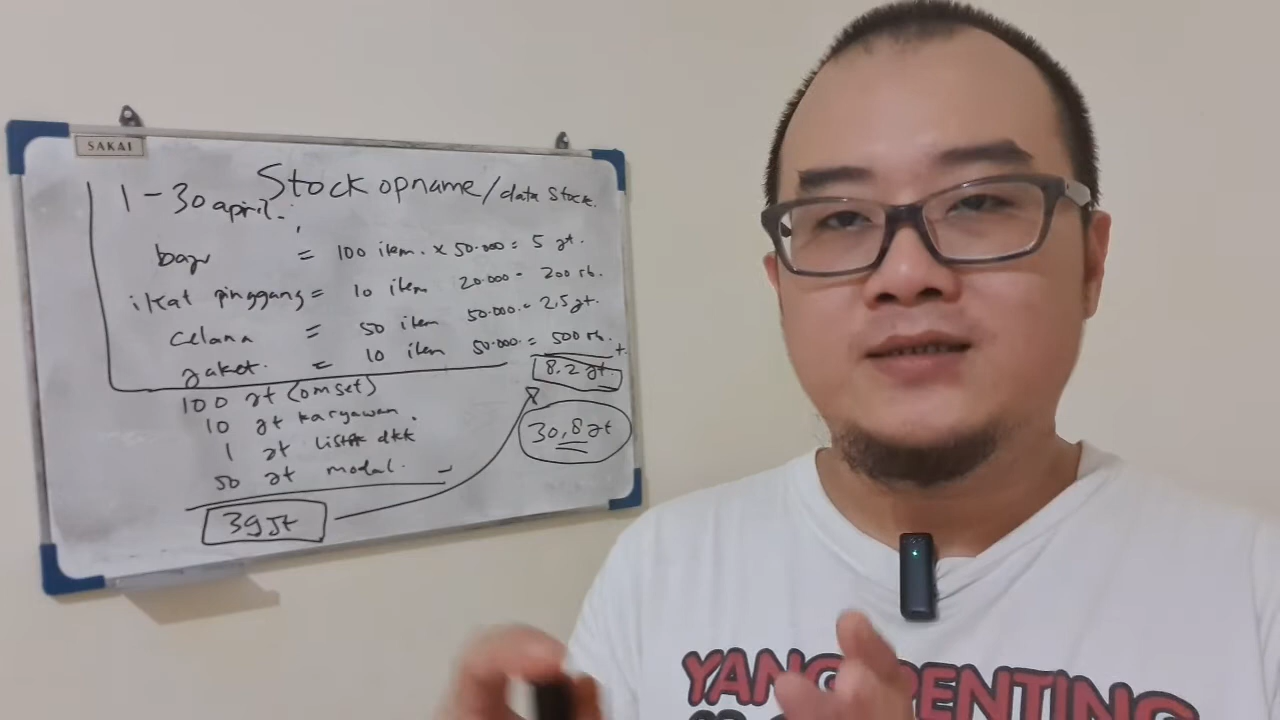 SAKAI
Stock opname/data stock.
1 - 30 april.
baju = 100 item. x 50.000 = 5 jt.
ikat pinggang = 10 item 20.000 = 200 rb.
celana = 50 item 50.000 = 2,5 jt.
jaket. = 10 item 50.000 = 500 rb. +
8.2 jt.
100 jt (omset)
10 jt karyawan.
1 jt listrik dkk
50 jt modal. -
39 jt
30,8 jt
YANG PENTING